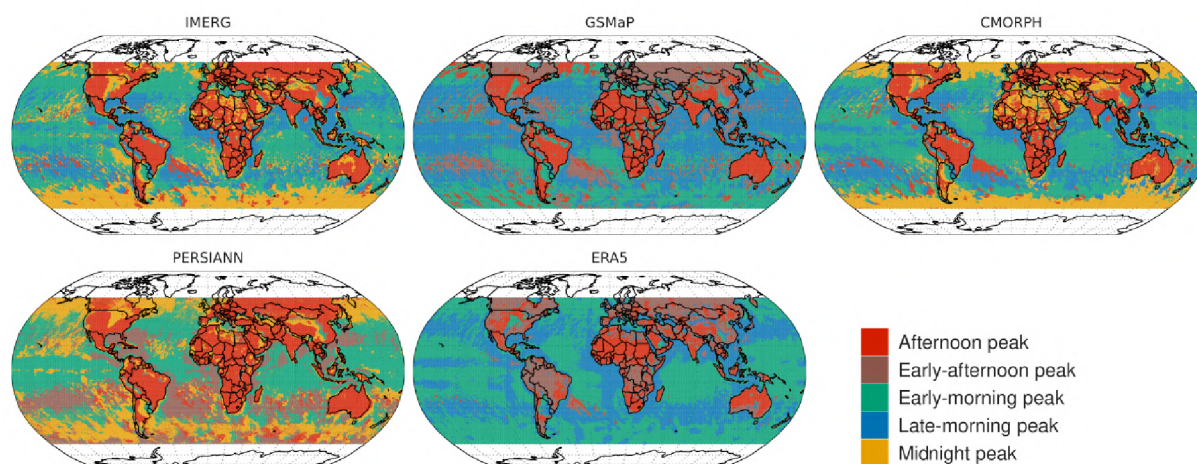 IMERG
GSMaP
CMORPH
PERSIANN
ERA5
Afternoon peak
Early-afternoon peak
Early-morning peak
Late-morning peak
Midnight peak